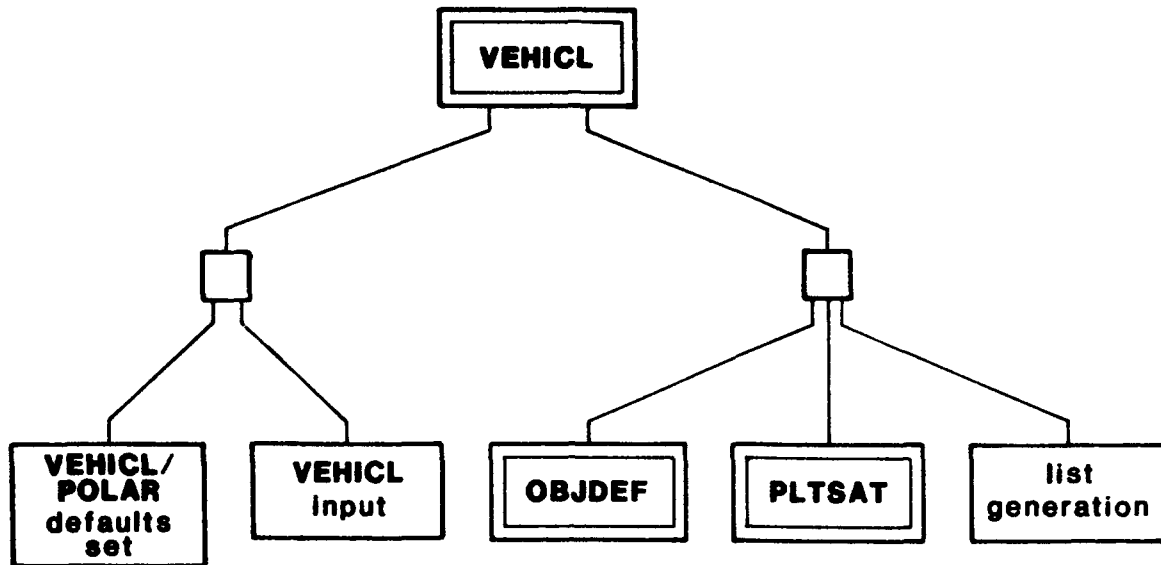 VEHICL
VEHICL/
POLAR
defaults
set
VEHICL
input
OBJDEF
PLTSAT
list
generation